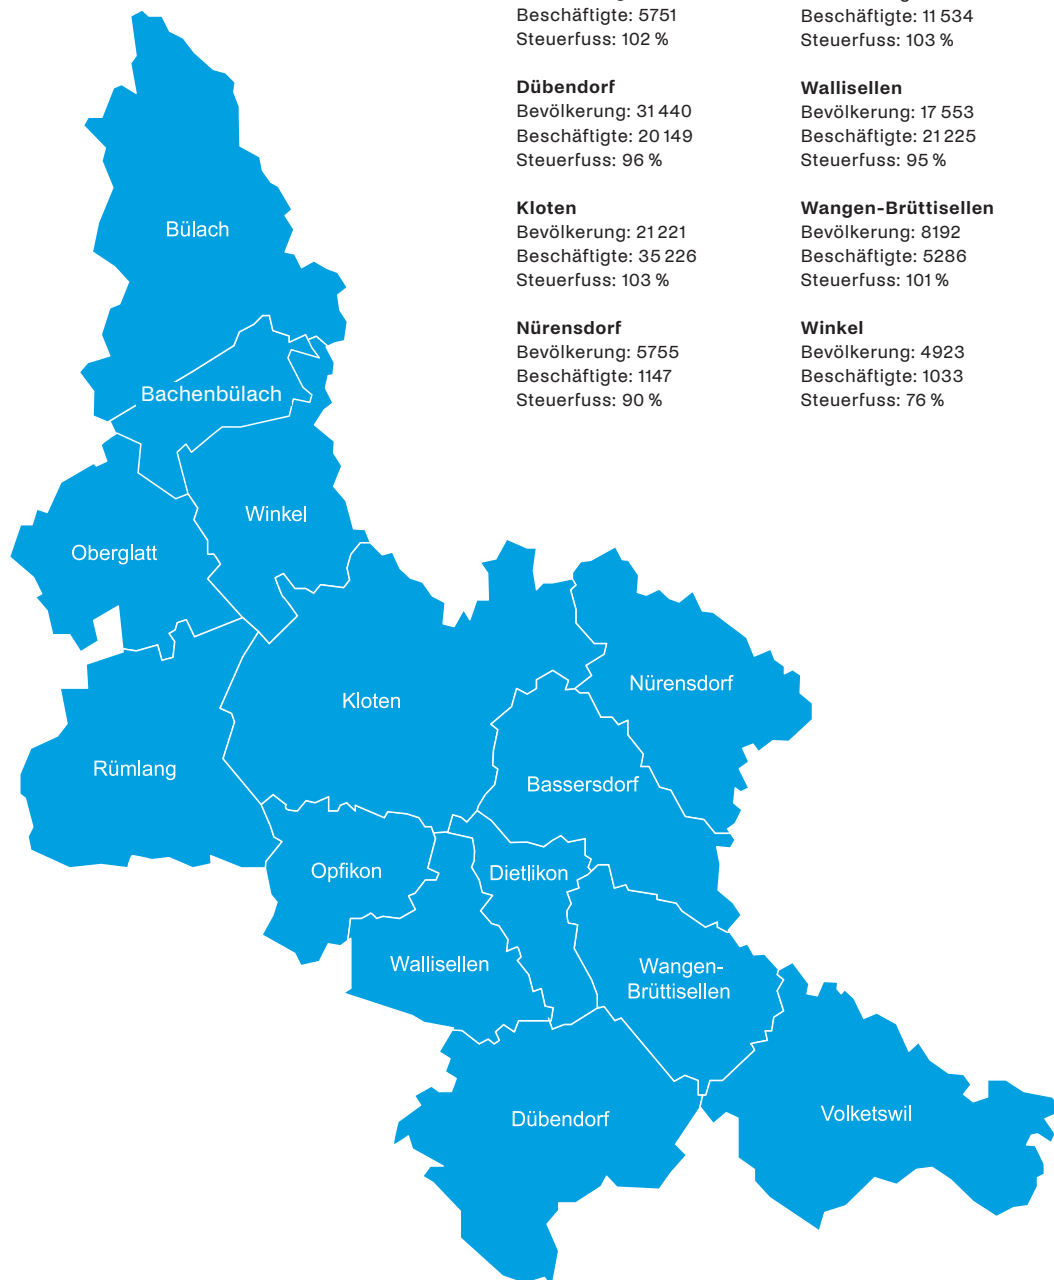 Beschäftigte: 5751
Steuerfuss: 102 %
Dübendorf
Bevölkerung: 31 440
Beschäftigte: 20 149
Steuerfuss: 96 %
Kloten
Bevölkerung: 21 221
Beschäftigte: 35 226
Steuerfuss: 103 %
Nürensdorf
Bevölkerung: 5755
Beschäftigte: 1147
Steuerfuss: 90 %
Beschäftigte: 11 534
Steuerfuss: 103 %
Wallisellen
Bevölkerung: 17 553
Beschäftigte: 21 225
Steuerfuss: 95 %
Wangen-Brüttisellen
Bevölkerung: 8192
Beschäftigte: 5286
Steuerfuss: 101 %
Winkel
Bevölkerung: 4923
Beschäftigte: 1033
Steuerfuss: 76 %
Bülach
Bachenbülach
Winkel
Oberglatt
Kloten
Nürensdorf
Rümlang
Bassersdorf
Opfikon
Dietlikon
Wallisellen
Wangen-
Brüttisellen
Dübendorf
Volketswil